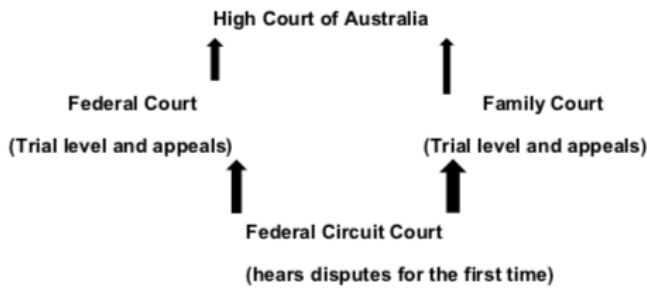 High Court of Australia
Federal Court
Family Court
(Trial level and appeals)
(Trial level and appeals)
Federal Circuit Court
(hears disputes for the first time)